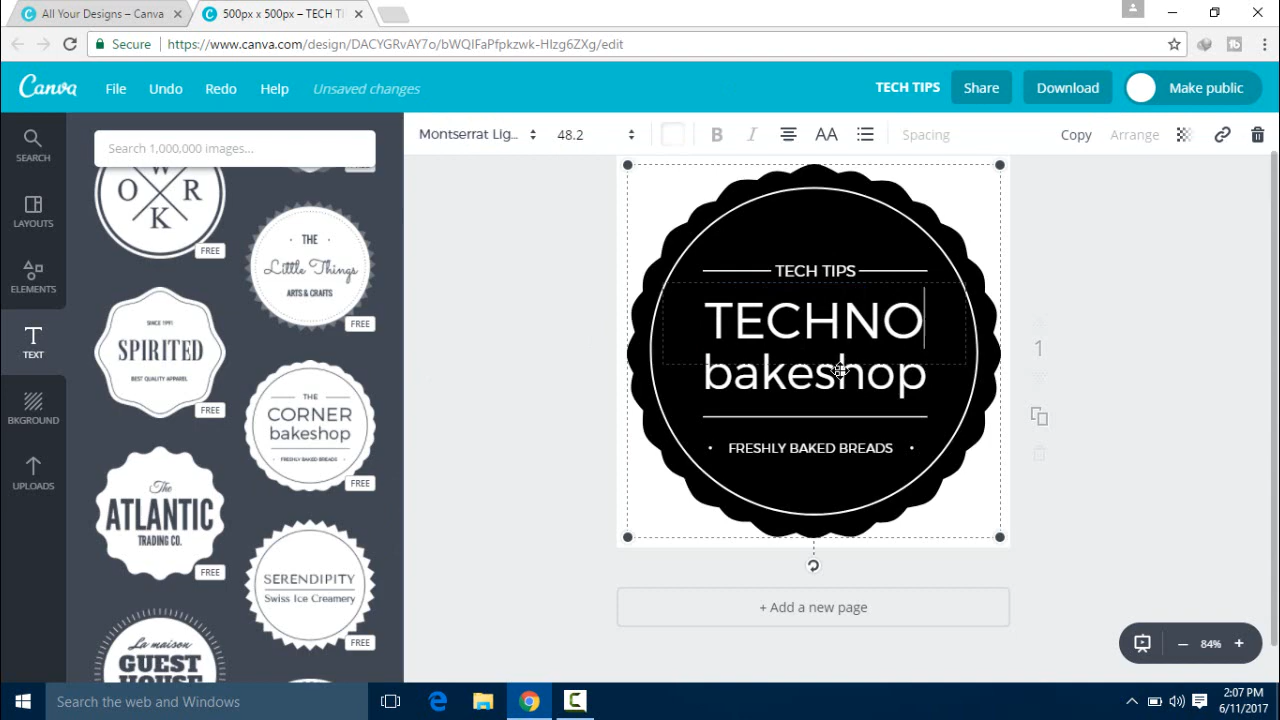 All Your Designs – Canva
500px x 500px – TECH TI
Secure
https://www.canva.com/design/DACYGRvAY7o/bWQIFaPfpkzwk-HIzg6ZXg/edit
Canva
File
Undo
Redo
Help
Unsaved changes
TECH TIPS
Share
Download
Make public
SEARCH
LAYOUTS
ELEMENTS
TEXT
BKGROUND
UPLOADS
Search 1,000,000 images...
W
O R
K
FREE
THE
Little Things
ARTS & CRAFTS
FREE
SINCE 1991
SPIRITED
BEST QUALITY APPAREL
FREE
THE
CORNER
bakeshop
FRESHLY BAKED BREADS
FREE
The
ATLANTIC
TRADING CO.
FREE
SERENDIPITY
Swiss Ice Creamery
FREE
La maison
GUEST
HOUSE
Montserrat Lig...
48.2
B
I
AA
Spacing
Copy
Arrange
TECH TIPS
TECHNO
bakeshop
• FRESHLY BAKED BREADS •
1
+ Add a new page
– 84% +
Search the web and Windows
2:07 PM
6/11/2017